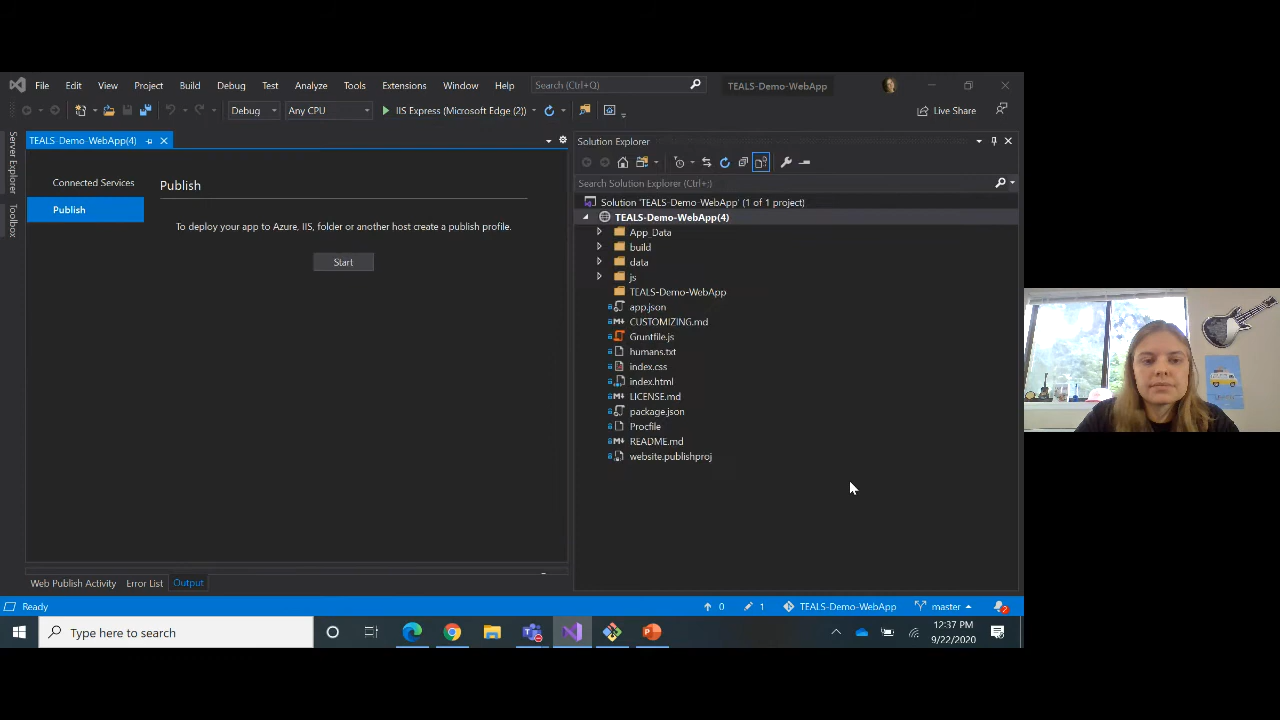 File Edit View Project Build Debug Test Analyze Tools Extensions Window Help Search (Ctrl+Q) TEALS-Demo-WebApp
Debug Any CPU IIS Express (Microsoft Edge (2)) Live Share
Server Explorer
Toolbox
TEALS-Demo-WebApp(4)
Connected Services
Publish
Publish
To deploy your app to Azure, IIS, folder or another host create a publish profile.
Start
Solution Explorer
Search Solution Explorer (Ctrl+;)
Solution 'TEALS-Demo-WebApp' (1 of 1 project)
TEALS-Demo-WebApp(4)
App_Data
build
data
js
TEALS-Demo-WebApp
app.json
CUSTOMIZING.md
Gruntfile.js
humans.txt
index.css
index.html
LICENSE.md
package.json
Procfile
README.md
website.publishproj
Web Publish Activity Error List Output
Ready 0 1 TEALS-Demo-WebApp master 2
Type here to search
12:37 PM
9/22/2020